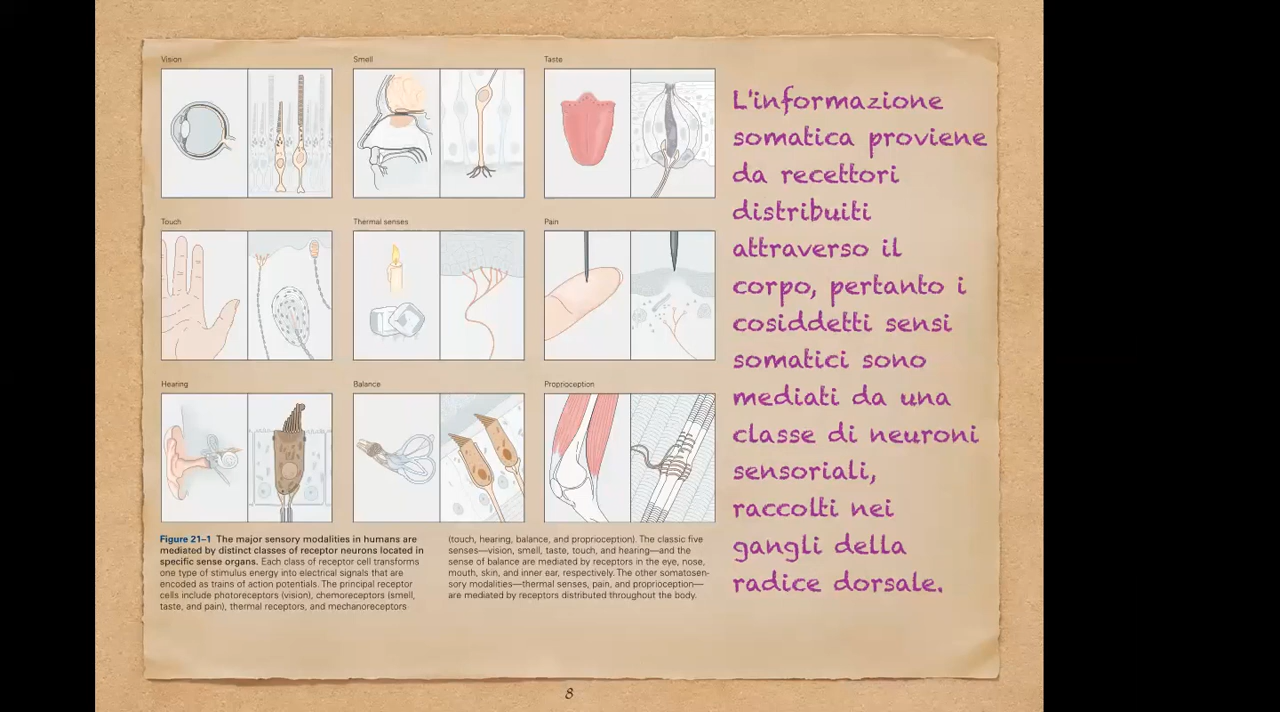 Vision
Smell
Taste
Touch
Thermal senses
Pain
Hearing
Balance
Proprioception
Figure 21–1 The major sensory modalities in humans are
mediated by distinct classes of receptor neurons located in
specific sense organs. Each class of receptor cell transforms
one type of stimulus energy into electrical signals that are
encoded as trains of action potentials. The principal receptor
cells include photoreceptors (vision), chemoreceptors (smell,
taste, and pain), thermal receptors, and mechanoreceptors
(touch, hearing, balance, and proprioception). The classic five
senses—vision, smell, taste, touch, and hearing—and the
sense of balance are mediated by receptors in the eye, nose,
mouth, skin, and inner ear, respectively. The other somatosen-
sory modalities—thermal senses, pain, and proprioception—
are mediated by receptors distributed throughout the body.
L'informazione
somatica proviene
da recettori
distribuiti
attraverso il
corpo, pertanto i
cosiddetti sensi
somatici sono
mediati da una
classe di neuroni
sensoriali,
raccolti nei
gangli della
radice dorsale.
8